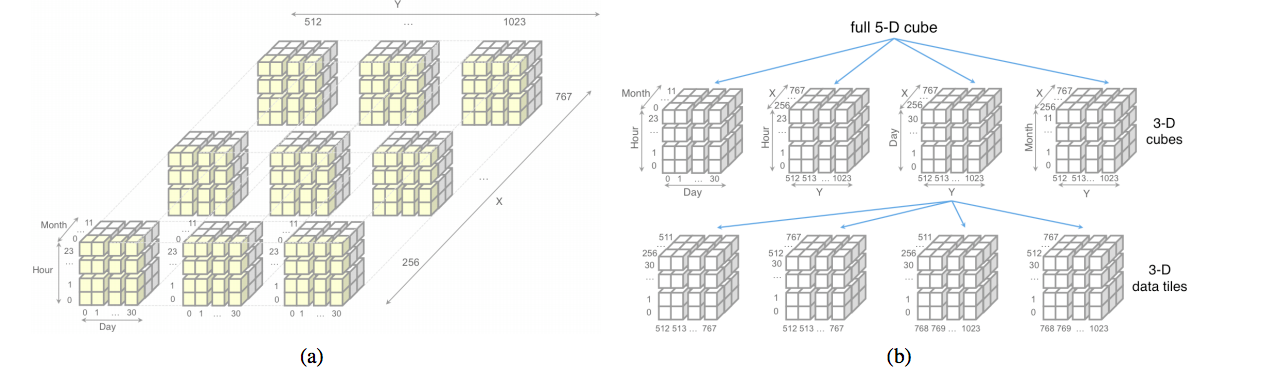 Y
512 … 1023
767
…
X
256
Month 11 … 0
Hour 23 … 1 0
0 1 … 30
Day
11 … 0
23 … 1 0
0 1 … 30
11 … 0
23 … 1 0
0 1 … 30
(a)
full 5-D cube
Month 11 … 0
Hour 23 … 1 0
0 1 … 30
Day
X 767 … 256
Hour 23 … 1 0
512 513 … 1023
Y
X 767 … 256
Day 30 … 1 0
512 513 … 1023
Y
X 767 … 256
Month 11 … 1 0
512 513… 1023
Y
3-D
cubes
511 … 256
30 … 1 0
512 513 … 767
767 … 512
30 … 1 0
512 513 … 767
511 … 256
30 … 1 0
768 769 … 1023
767 … 512
30 … 1 0
768 769 … 1023
3-D
data tiles
(b)